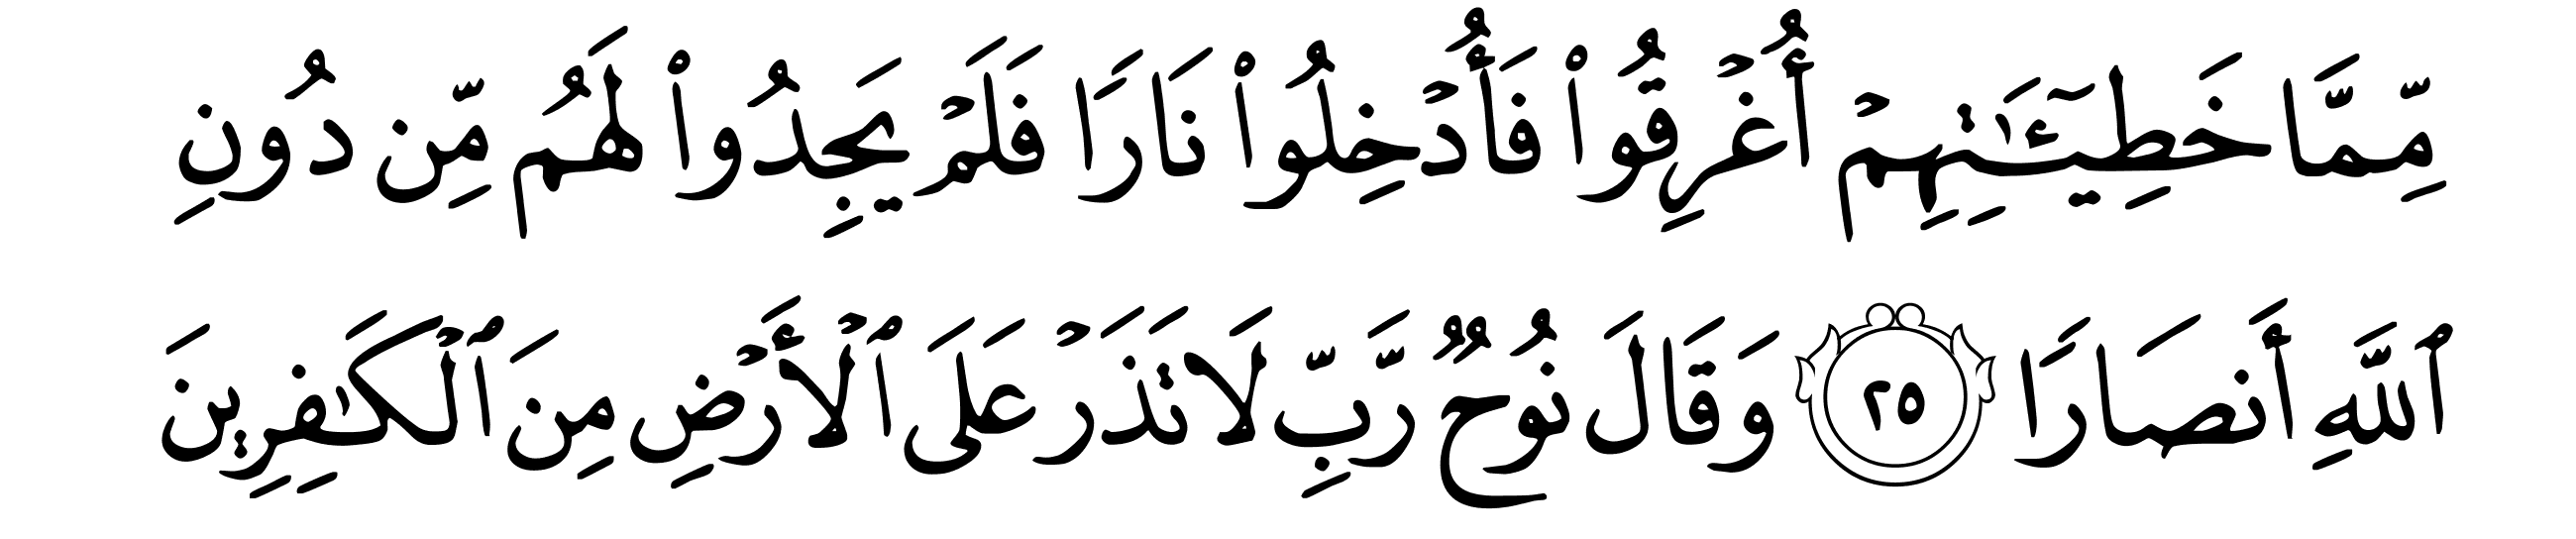 مِّمَّا خَطِيٓـَٰٔتِهِمۡ أُغۡرِقُواْ فَأُدۡخِلُواْ نَارٗا فَلَمۡ يَجِدُواْ لَهُم مِّن دُونِ
ٱللَّهِ أَنصَارٗا ٢٥ وَقَالَ نُوحٞ رَّبِّ لَا تَذَرۡ عَلَى ٱلۡأَرۡضِ مِنَ ٱلۡكَٰفِرِينَ